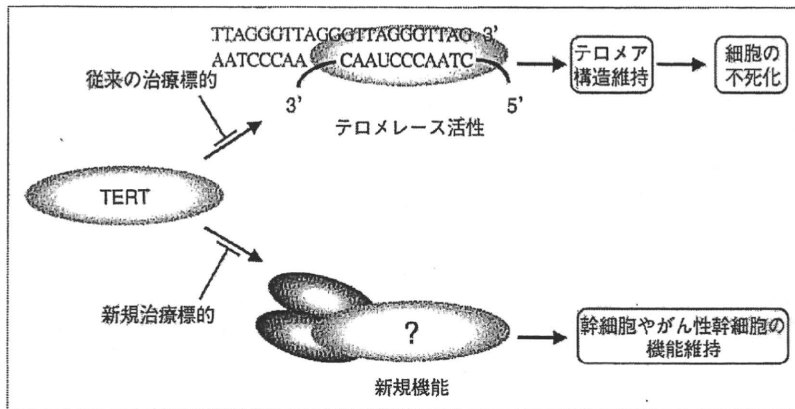 TTAGGGTTAGGGTTAGGGTTAG 3'
AATCCCAA CAAUCCCAATC
3' 5'
テロメレース活性
テロメア
構造維持
細胞の
不死化
従来の治療標的
TERT
新規治療標的
?
新規機能
幹細胞やがん性幹細胞の
機能維持